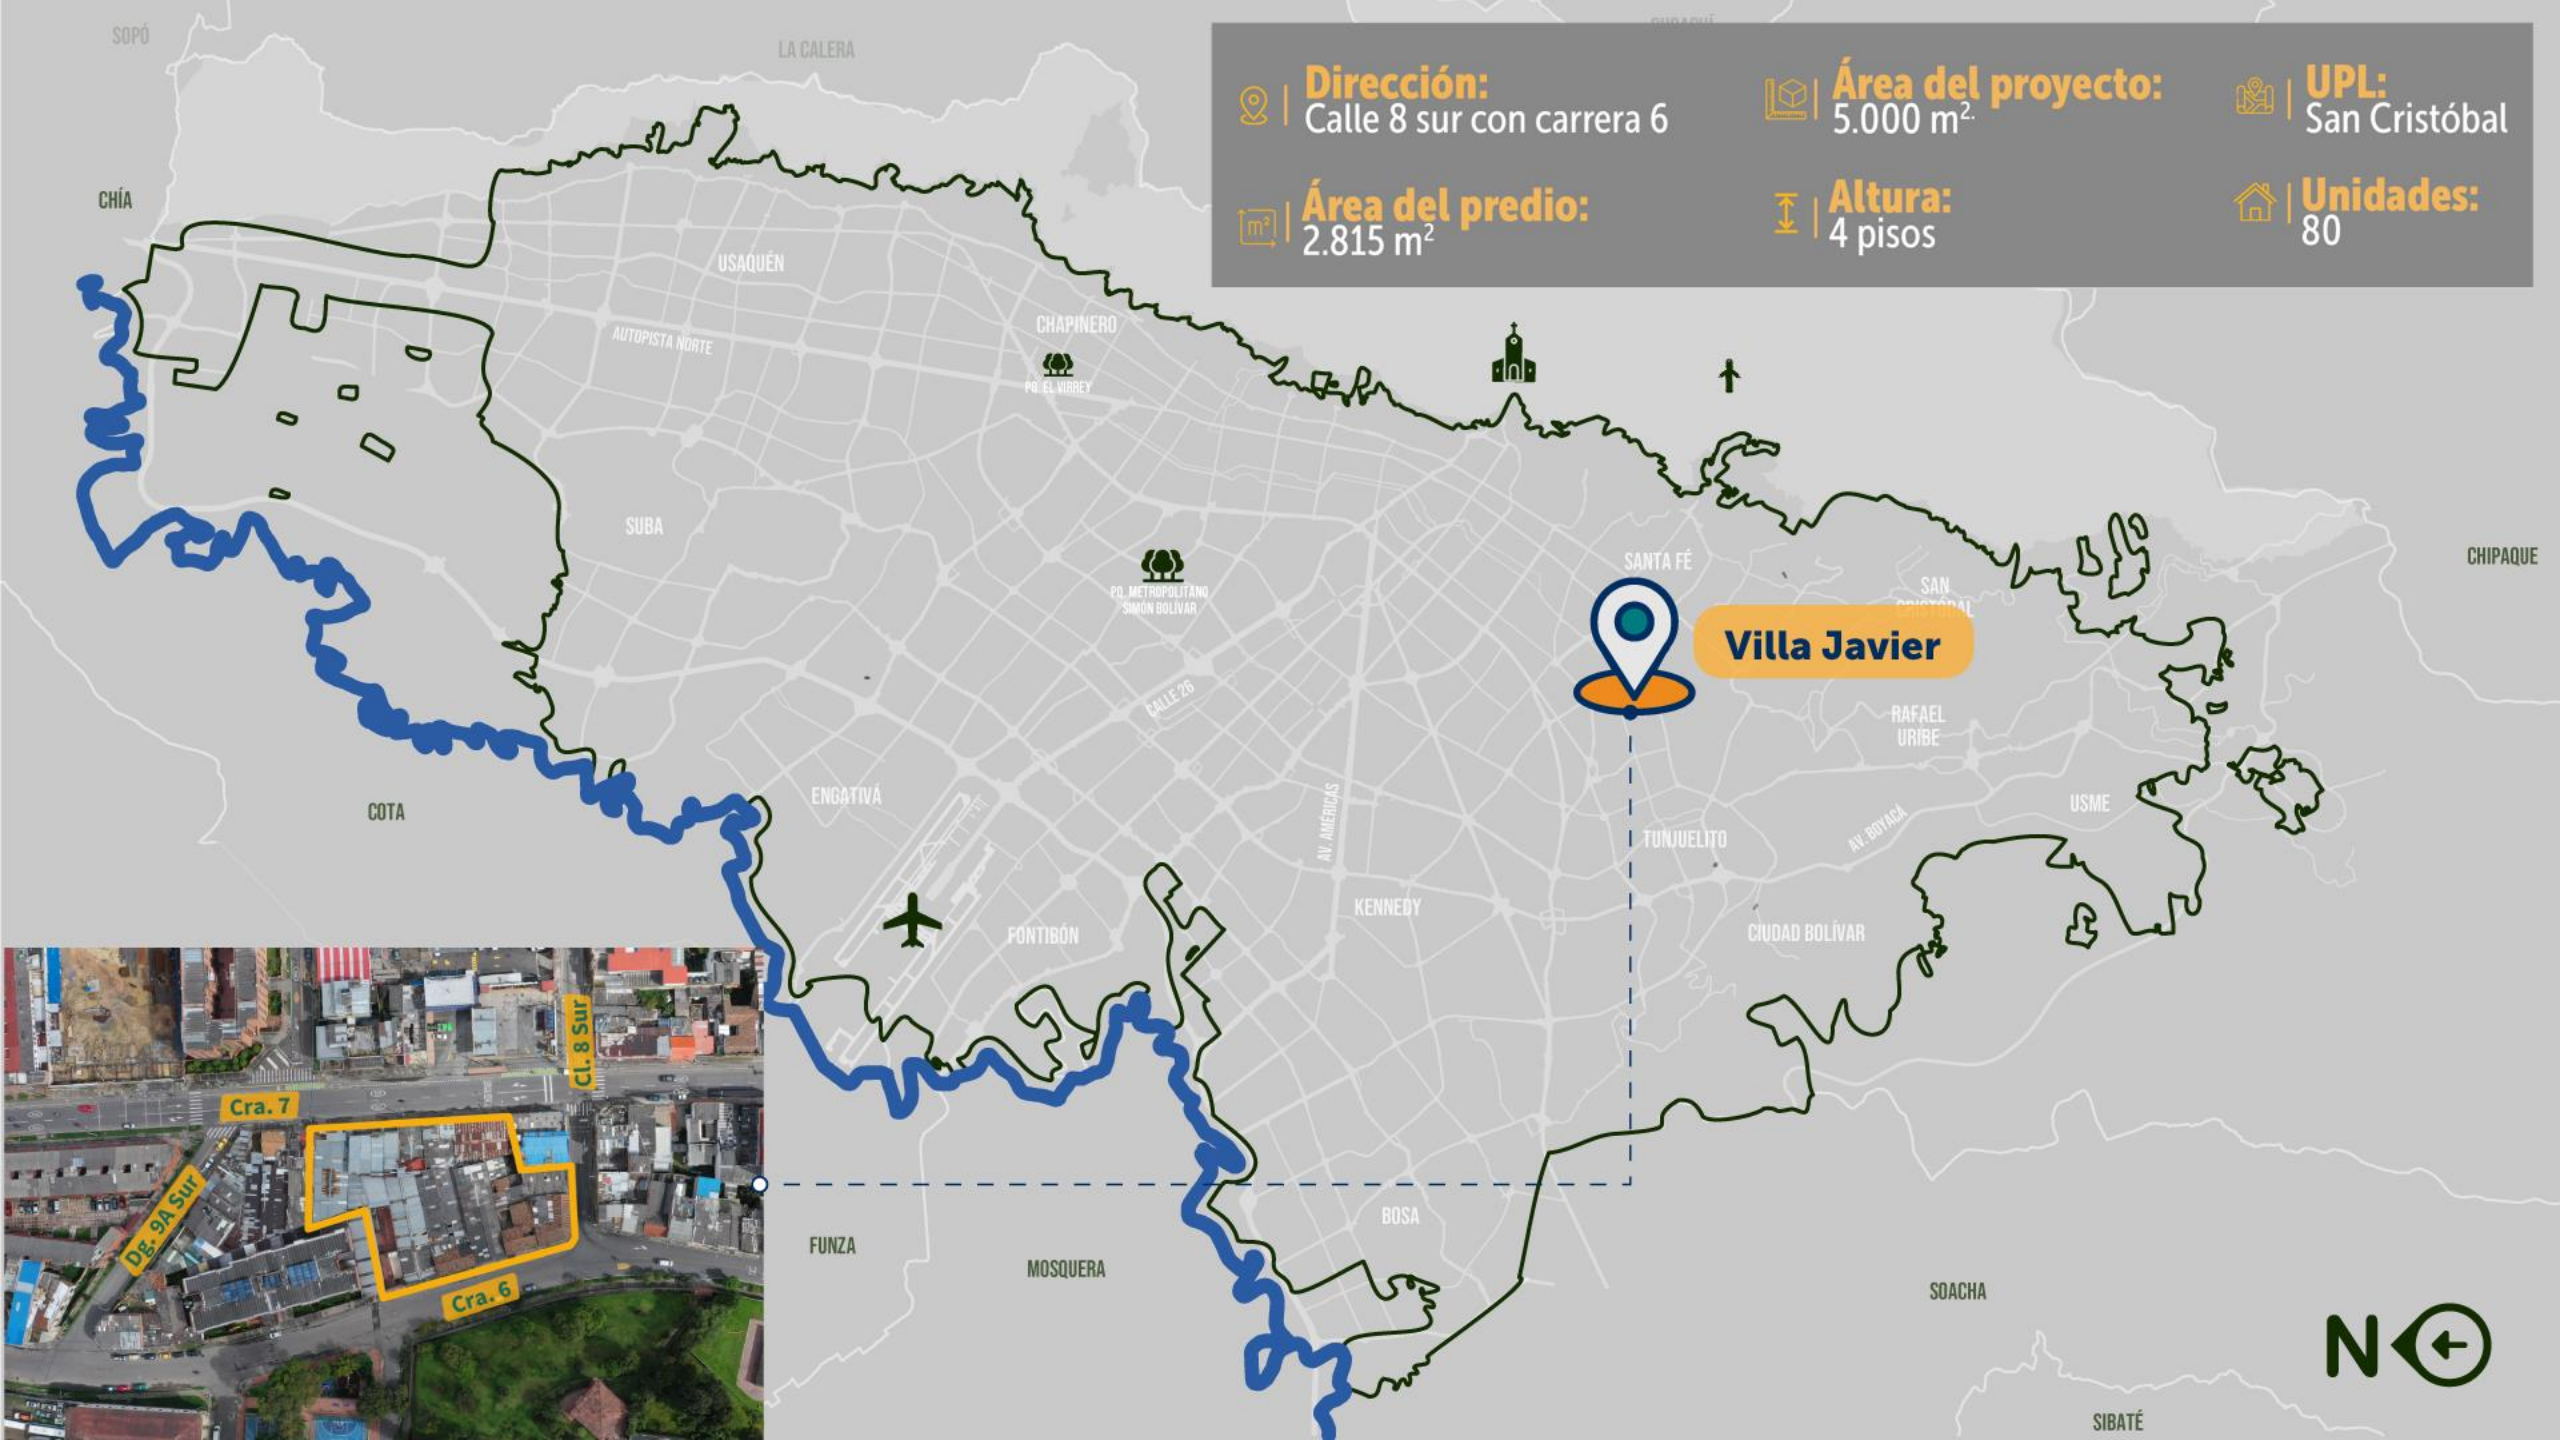 SOPÓ
LA CALERA
Dirección:
Calle 8 sur con carrera 6
Área del proyecto:
5.000 m².
UPL:
San Cristóbal
Área del predio:
2.815 m²
Altura:
4 pisos
Unidades:
80
m²
CHÍA
USAQUÉN
AUTOPISTA NORTE
CHAPINERO
PQ. EL VIRREY
SUBA
PQ. METROPOLITANO
SIMÓN BOLÍVAR
SANTA FÉ
SAN
CRISTÓBAL
CHIPAQUE
Villa Javier
CALLE 26
RAFAEL
URIBE
ENGATIVÁ
COTA
AV. AMÉRICAS
TUNJUELITO
AV. BOYACÁ
USME
KENNEDY
FONTIBÓN
CIUDAD BOLÍVAR
Cl. 8 Sur
Cra. 7
Dg. 9A Sur
Cra. 6
BOSA
FUNZA
MOSQUERA
SOACHA
N
SIBATÉ